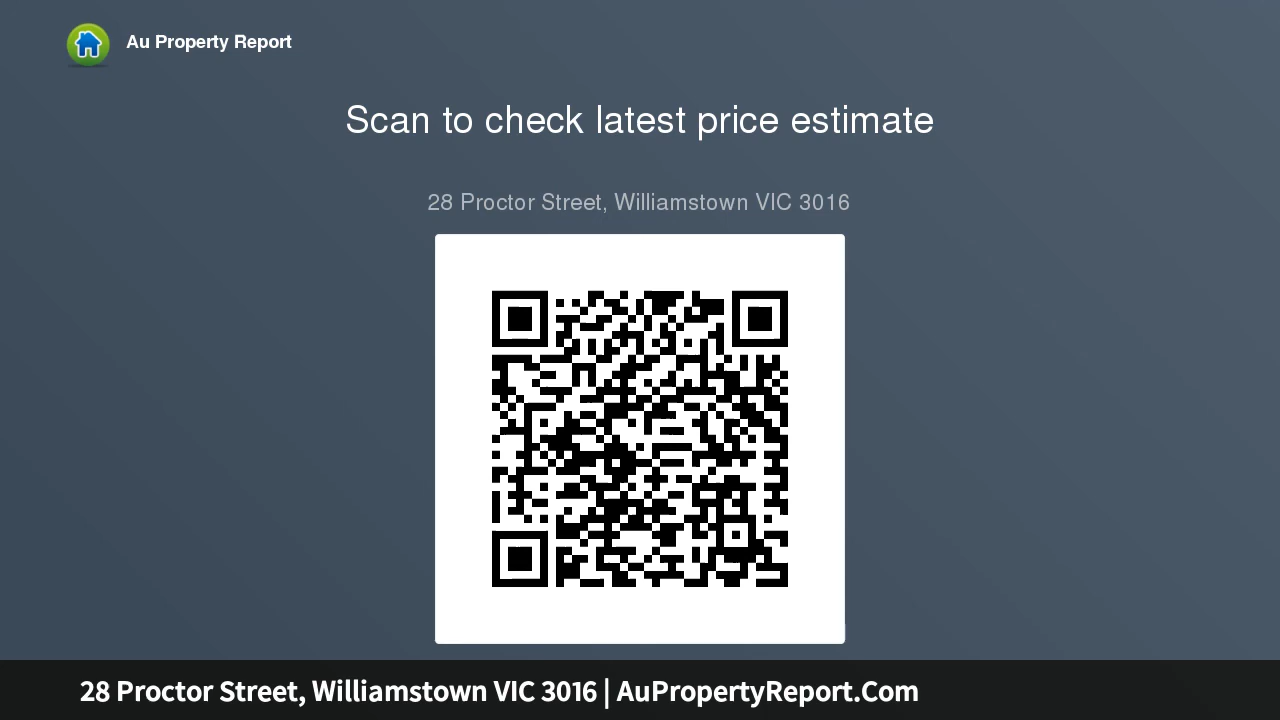 Au Property Report
Scan to check latest price estimate
28 Proctor Street, Williamstown VIC 3016
28 Proctor Street, Williamstown VIC 3016 | AuPropertyReport.Com